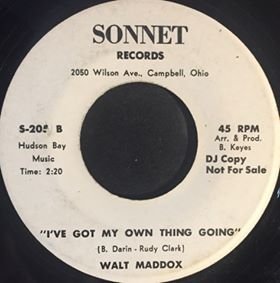 SONNET
RECORDS
2050 Wilson Ave., Campbell, Ohio
S-205 B
Hudson Bay
Music
Time: 2:20
45 RPM
Arr. & Prod.
B. Keyes
DJ Copy
Not For Sale
"I'VE GOT MY OWN THING GOING"
(B. Darin - Rudy Clark)
WALT MADDOX